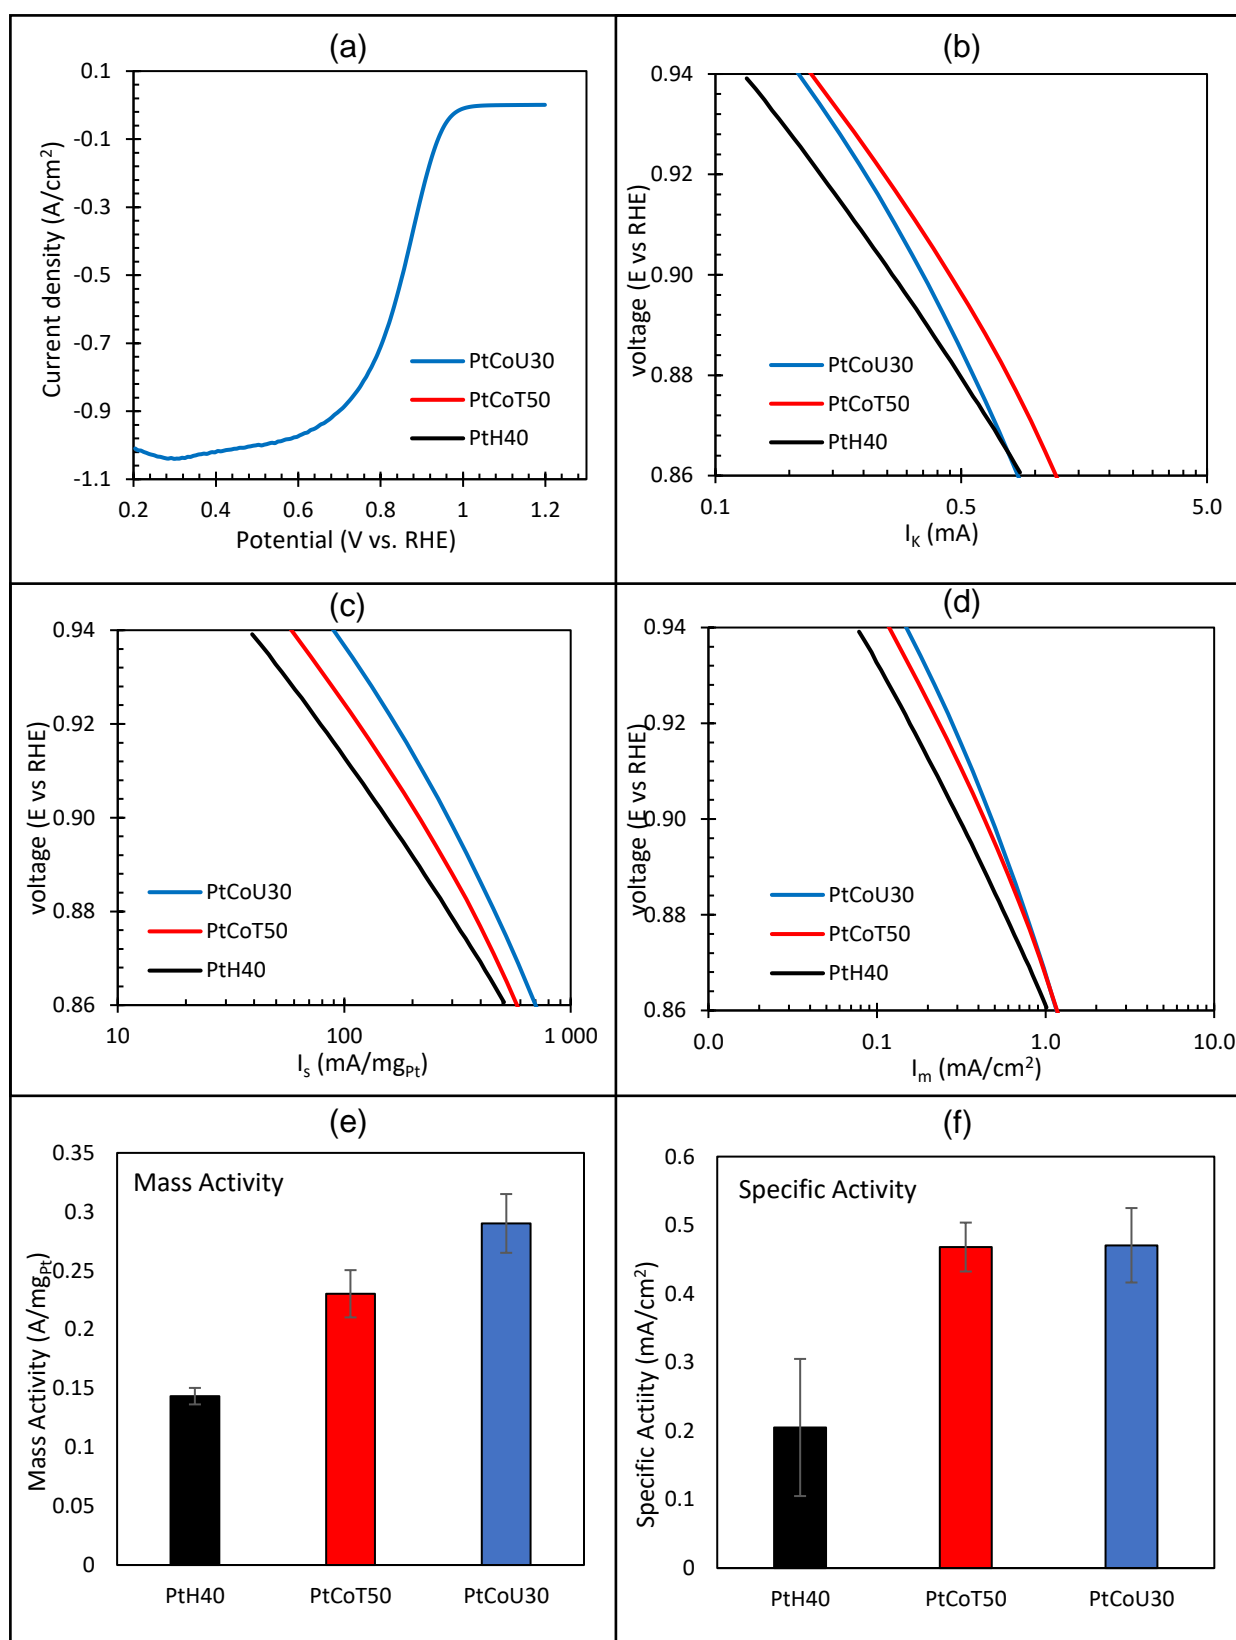 (a)
0.1
-0.1
-0.3
-0.5
-0.7
-0.9
-1.1
Current density (A/cm²)
PtCoU30
PtCoT50
PtH40
0.2 0.4 0.6 0.8 1 1.2
Potential (V vs. RHE)
(b)
0.94
0.92
0.90
0.88
0.86
voltage (E vs RHE)
PtCoU30
PtCoT50
PtH40
0.1 0.5 5.0
I_K (mA)
(c)
0.94
0.92
0.90
0.88
0.86
voltage (E vs RHE)
PtCoU30
PtCoT50
PtH40
10 100 1 000
I_s (mA/mg_Pt)
(d)
0.94
0.92
0.90
0.88
0.86
voltage (E vs RHE)
PtCoU30
PtCoT50
PtH40
0.0 0.1 1.0 10.0
I_m (mA/cm²)
(e)
Mass Activity
0.35
0.3
0.25
0.2
0.15
0.1
0.05
0
Mass Activity (A/mg_Pt)
PtH40 PtCoT50 PtCoU30
(f)
Specific Activity
0.6
0.5
0.4
0.3
0.2
0.1
0
Specific Actiity (mA/cm²)
PtH40 PtCoT50 PtCoU30